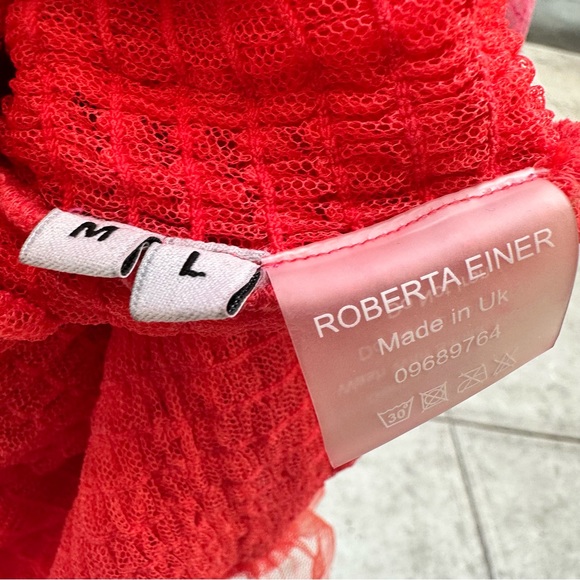 M
L
ROBERTA EINER
Made in Uk
09689764
30